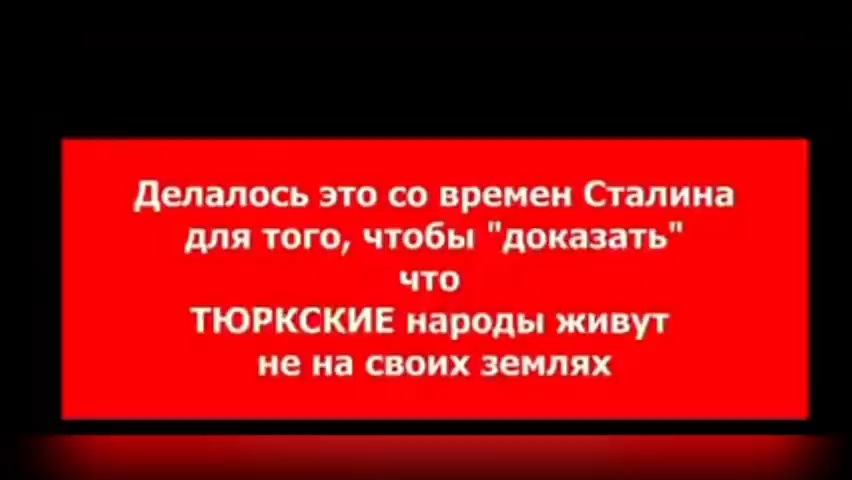 Делалось это со времен Сталина
для того, чтобы "доказать"
что
ТЮРКСКИЕ народы живут
не на своих землях